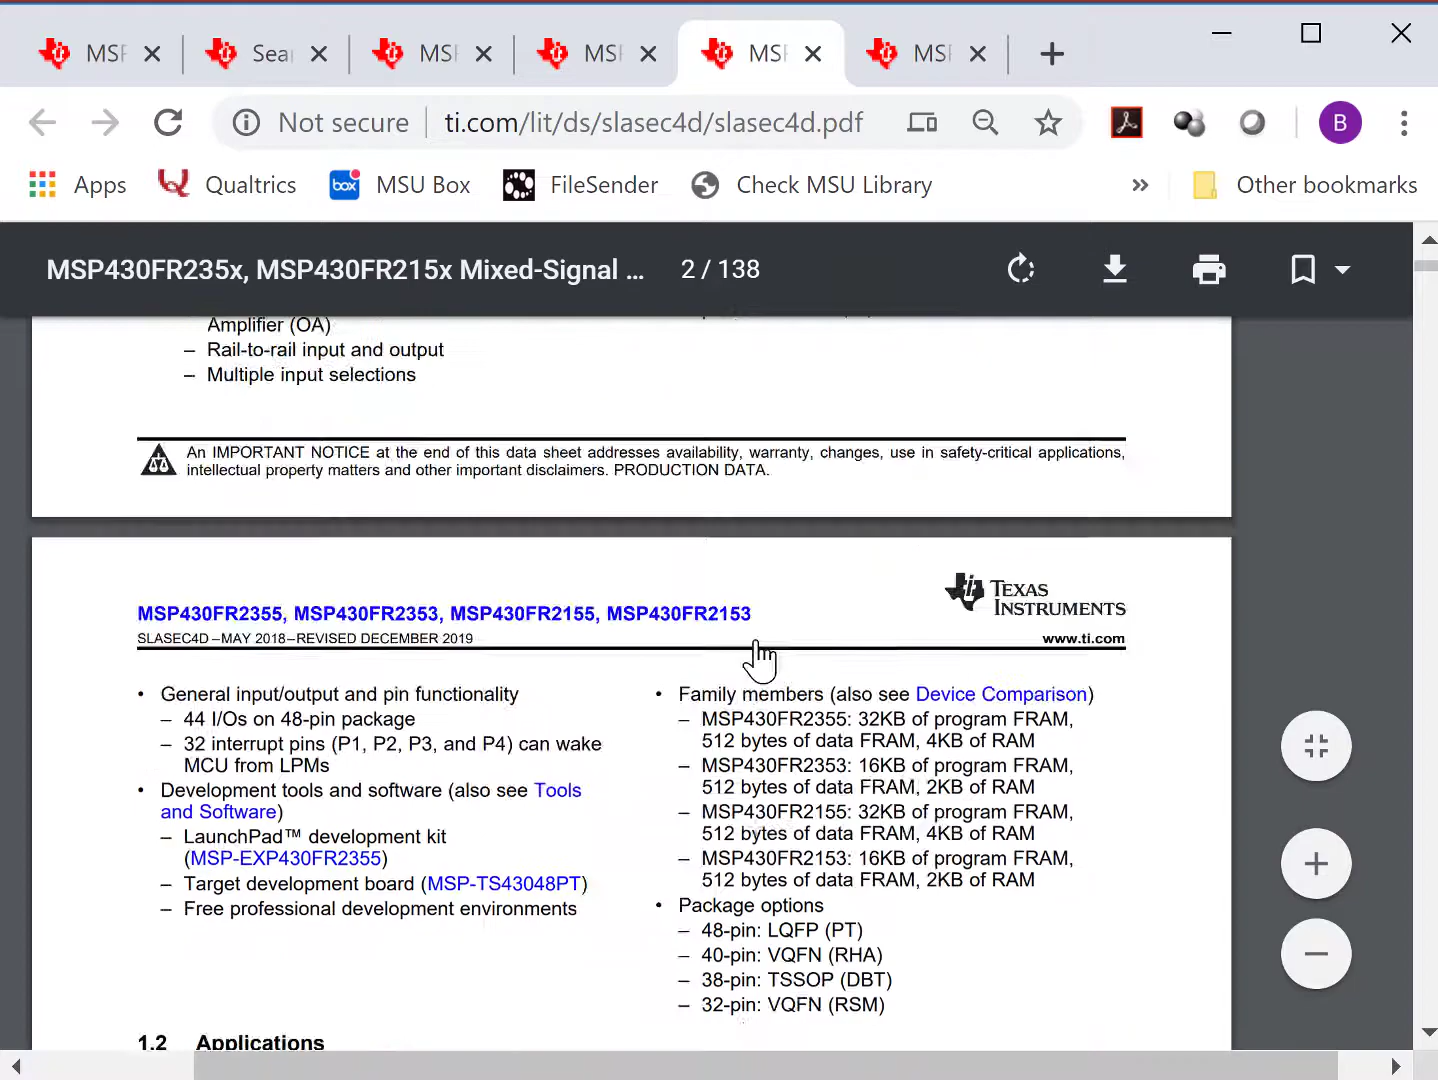 MSP
Sea
MS
MS
MS
MS
Not secure
ti.com/lit/ds/slasec4d/slasec4d.pdf
B
Apps
Qualtrics
box
MSU Box
FileSender
Check MSU Library
»
Other bookmarks
MSP430FR235x, MSP430FR215x Mixed-Signal ...
2 / 138
Amplifier (OA)
– Rail-to-rail input and output
– Multiple input selections
An IMPORTANT NOTICE at the end of this data sheet addresses availability, warranty, changes, use in safety-critical applications,
intellectual property matters and other important disclaimers. PRODUCTION DATA.
TEXAS
INSTRUMENTS
MSP430FR2355, MSP430FR2353, MSP430FR2155, MSP430FR2153
SLASEC4D –MAY 2018–REVISED DECEMBER 2019
www.ti.com
• General input/output and pin functionality
– 44 I/Os on 48-pin package
– 32 interrupt pins (P1, P2, P3, and P4) can wake
MCU from LPMs
• Development tools and software (also see Tools
and Software)
– LaunchPad™ development kit
(MSP-EXP430FR2355)
– Target development board (MSP-TS43048PT)
– Free professional development environments
• Family members (also see Device Comparison)
– MSP430FR2355: 32KB of program FRAM,
512 bytes of data FRAM, 4KB of RAM
– MSP430FR2353: 16KB of program FRAM,
512 bytes of data FRAM, 2KB of RAM
– MSP430FR2155: 32KB of program FRAM,
512 bytes of data FRAM, 4KB of RAM
– MSP430FR2153: 16KB of program FRAM,
512 bytes of data FRAM, 2KB of RAM
• Package options
– 48-pin: LQFP (PT)
– 40-pin: VQFN (RHA)
– 38-pin: TSSOP (DBT)
– 32-pin: VQFN (RSM)
1.2 Applications